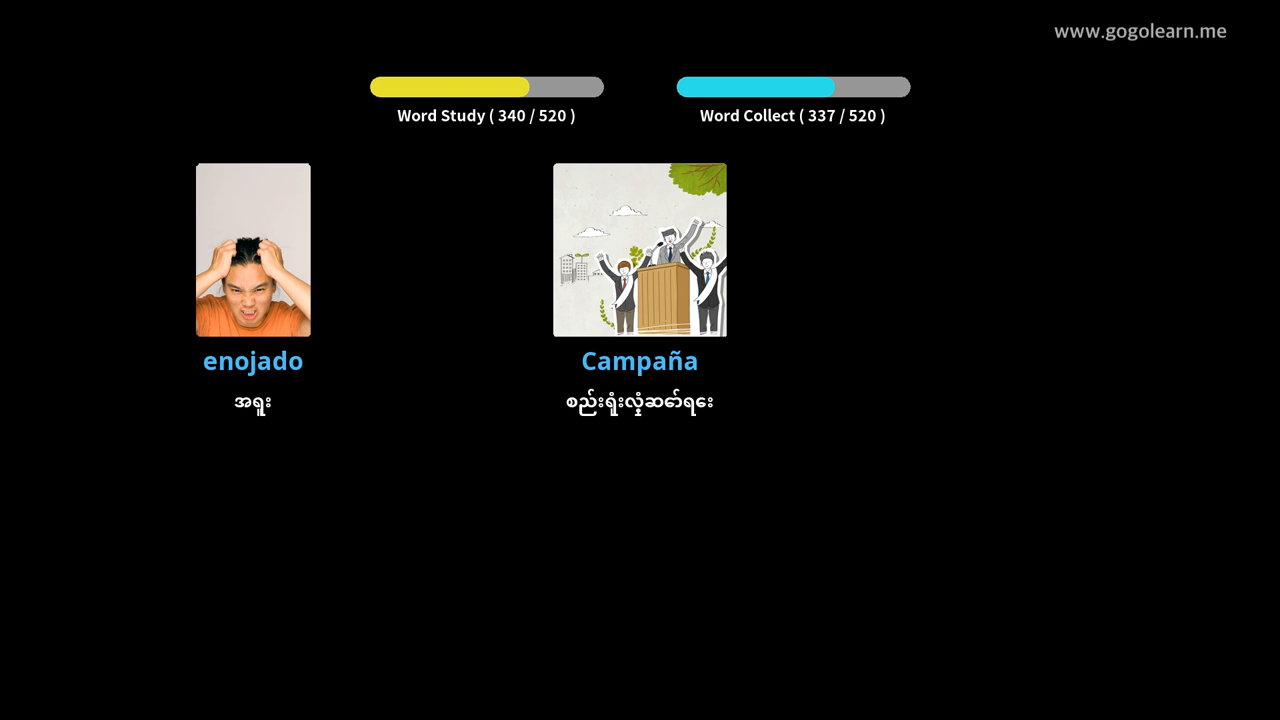 www.gogolearn.me
Word Study ( 340 / 520 )
Word Collect ( 337 / 520 )
enojado
Campaña
အရူး
စည်းရုံးလှုံ့ဆော်ရေး